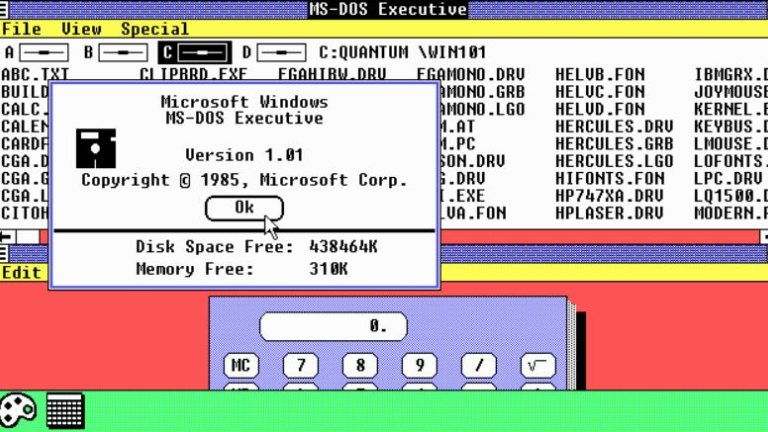 MS-DOS Executive
File View Special
A B C D C:QUANTUM \WIN101
ABC.TXT CLIPBRD.EXE EGAHIBW.DRV EGAMONO.DRV HELVB.FON IBMGRX.D
BUILD AMONO.GRB HELVC.FON JOYMOUSE
CALC. AMONO.LGO HELVD.FON KERNEL.E
CALEN M.AT HERCULES.DRV KEYBUS.D
CARDF M.PC HERCULES.GRB LMOUSE.D
CGA.D SON.DRV HERCULES.LGO LOFONTS.
CGA.G G.DRV HIFONTS.FON LPC.DRV
CGA.L I.EXE HP747XA.DRV LQ1500.D
CITOH LVA.FON HPLASER.DRV MODERN.F
Microsoft Windows
MS-DOS Executive
Version 1.01
Copyright © 1985, Microsoft Corp.
Ok
Disk Space Free: 438464K
Memory Free: 310K
Edit
0.
MC 7 8 9 / √